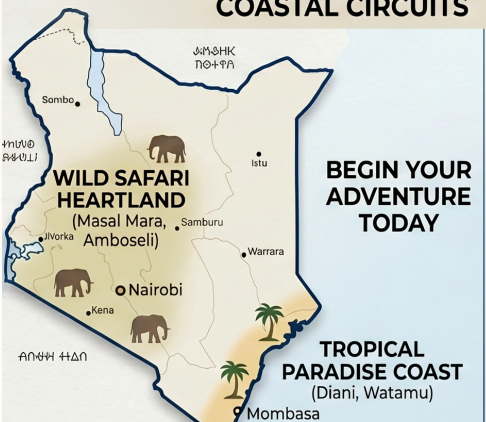 COASTAL CIRCUITS
Sombo
Istu
WILD SAFARI
HEARTLAND
(Masal Mara,
Amboseli)
BEGIN YOUR
ADVENTURE
TODAY
Samburu
JIVorka
Warrara
Nairobi
Kena
TROPICAL
PARADISE COAST
(Diani, Watamu)
Mombasa